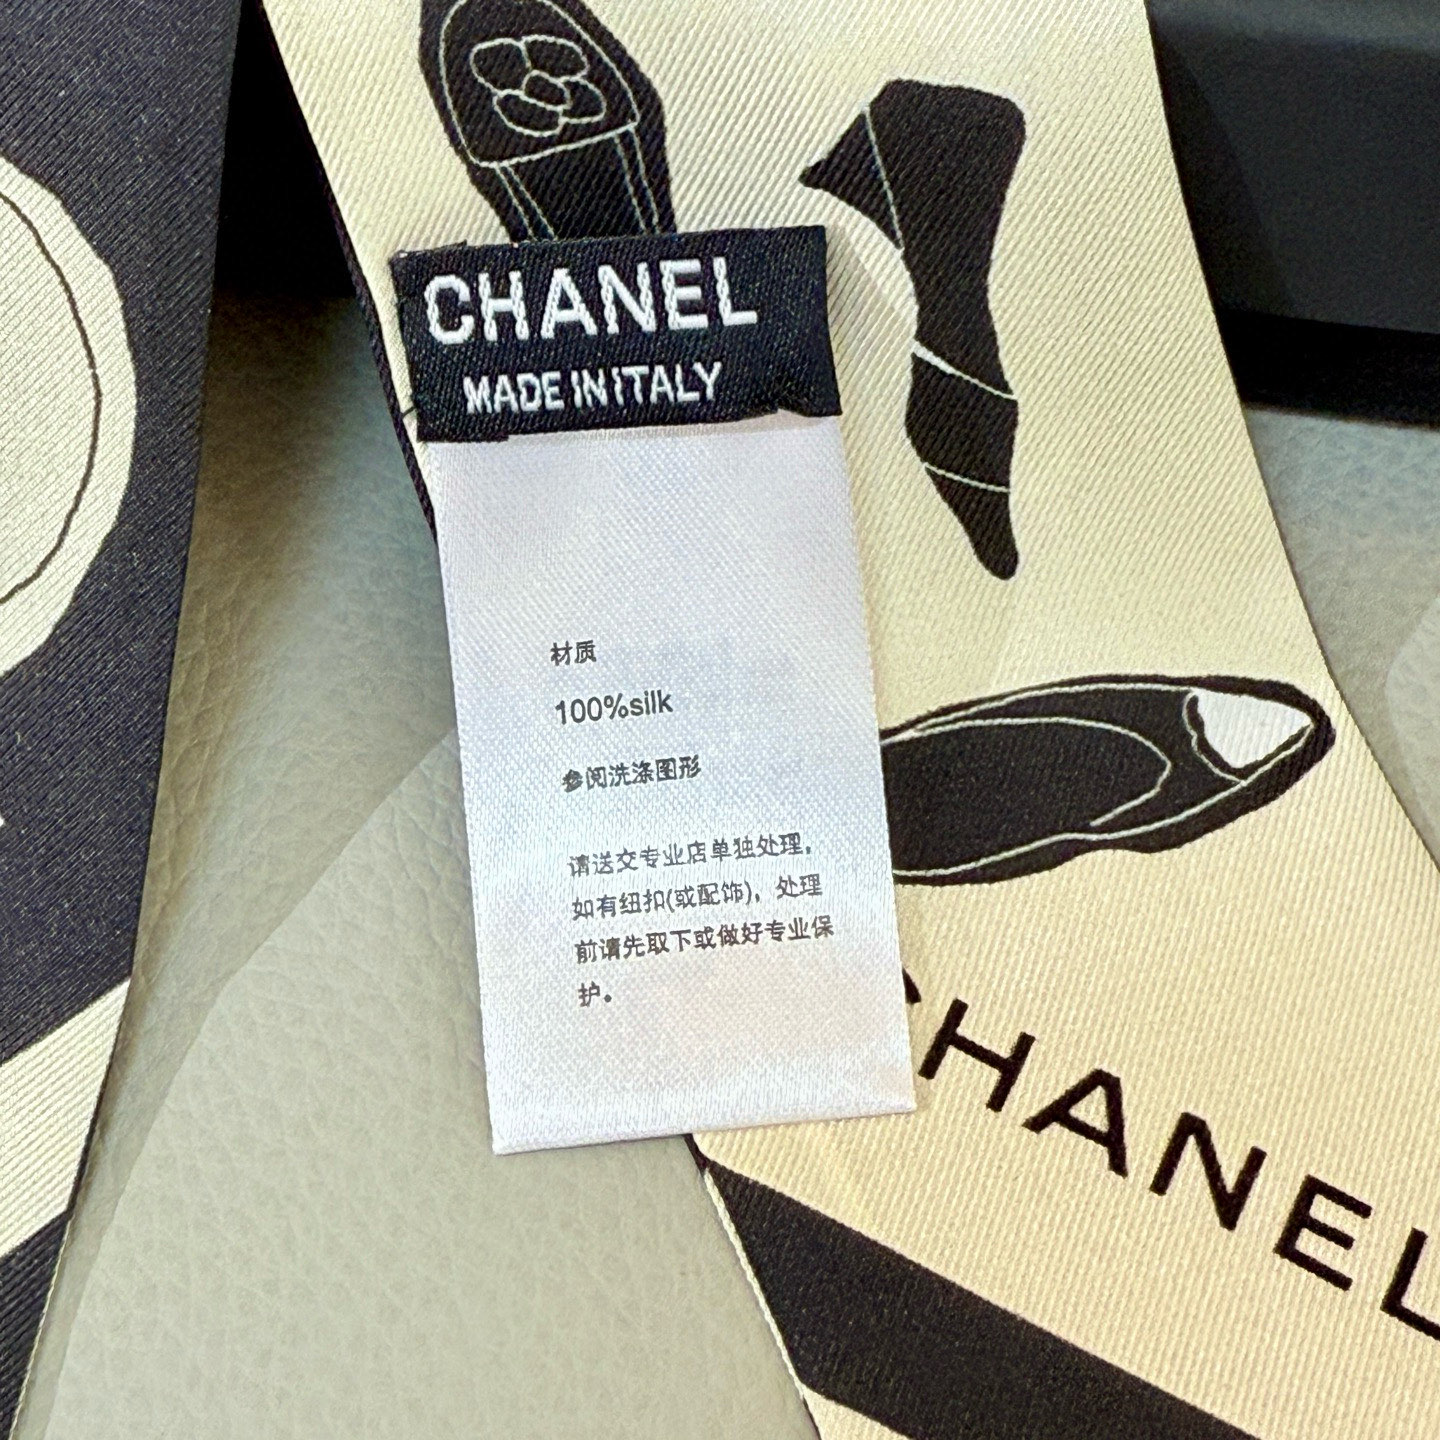 CHANEL
MADE IN ITALY
材质
100%silk
参阅洗涤图形
请送交专业店单独处理，
如有纽扣(或配饰)，处理
前请先取下或做好专业保
护。
CHANEL